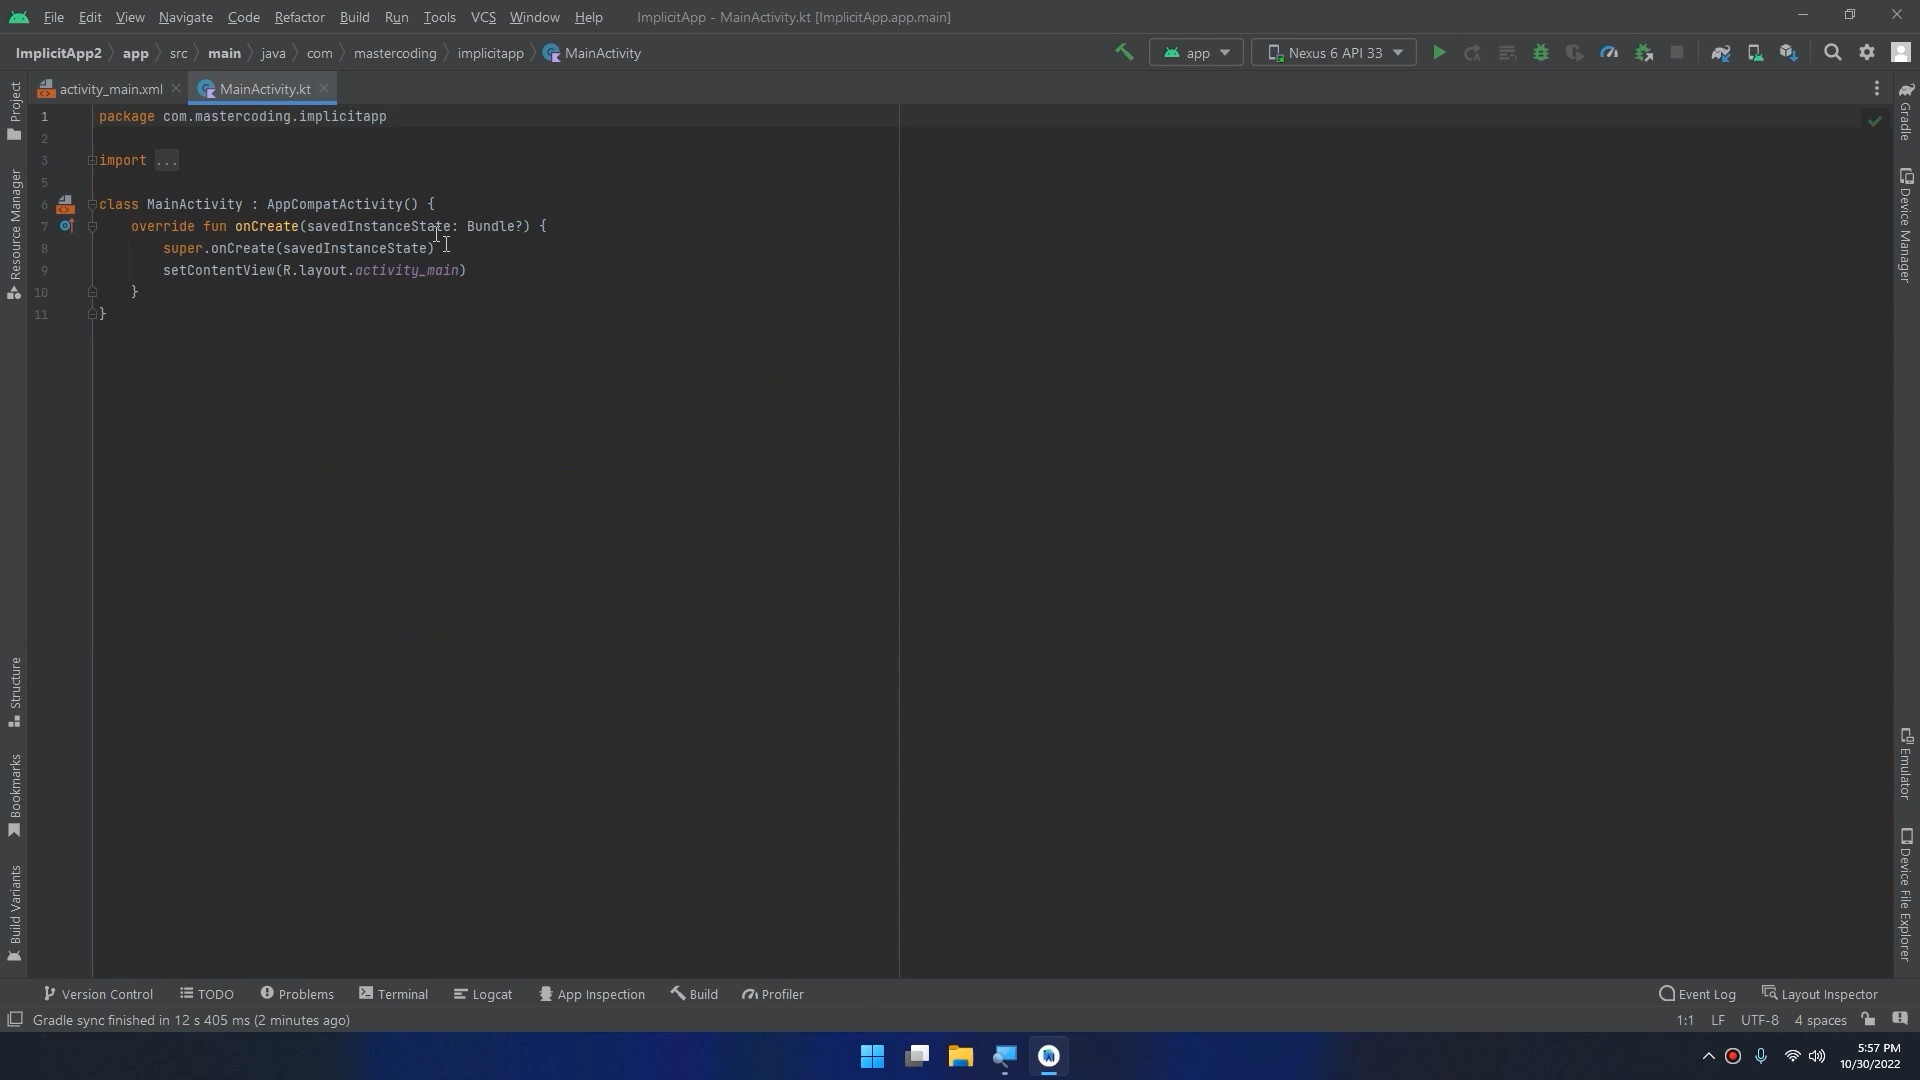 File Edit View Navigate Code Refactor Build Run Tools VCS Window Help ImplicitApp - MainActivity.kt [ImplicitApp.app.main]
ImplicitApp2 app src main java com mastercoding implicitapp MainActivity app Nexus 6 API 33
activity_main.xml MainActivity.kt
Project
Resource Manager
Structure
Bookmarks
Build Variants
1 package com.mastercoding.implicitapp
2
3 import ...
5
6 class MainActivity : AppCompatActivity() {
7 override fun onCreate(savedInstanceState: Bundle?) {
8 super.onCreate(savedInstanceState)
9 setContentView(R.layout.activity_main)
10 }
11 }
Gradle
Device Manager
Emulator
Device File Explorer
Version Control TODO Problems Terminal Logcat App Inspection Build Profiler Event Log Layout Inspector
Gradle sync finished in 12 s 405 ms (2 minutes ago) 1:1 LF UTF-8 4 spaces
5:57 PM
10/30/2022